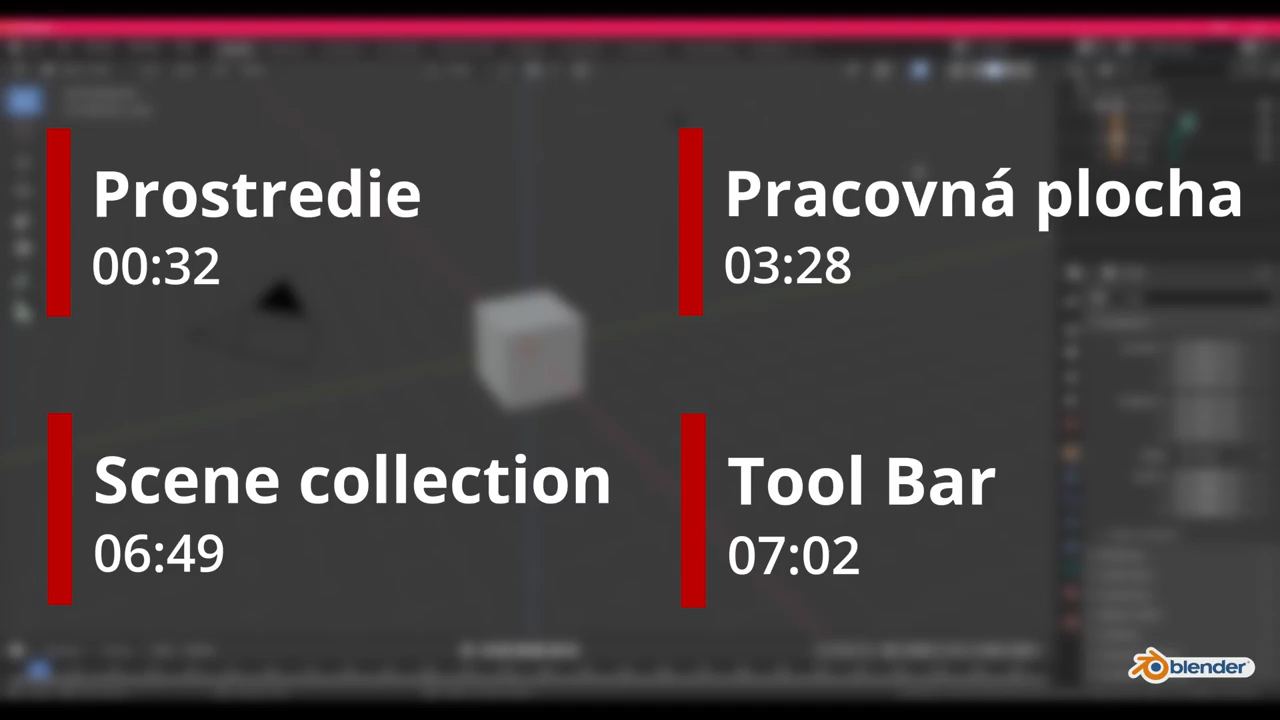 Prostredie
00:32
Pracovná plocha
03:28
Scene collection
06:49
Tool Bar
07:02
blender